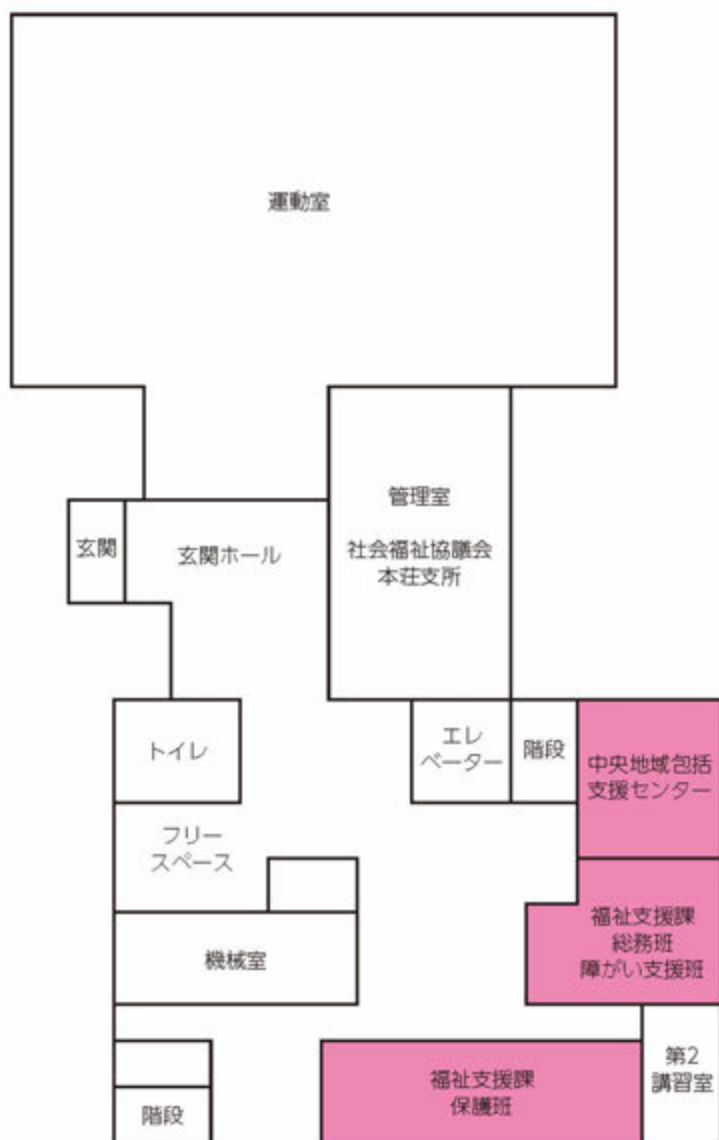 運動室
管理室
社会福祉協議会
本荘支所
玄関
玄関ホール
トイレ
エレ
ベーター
階段
中央地域包括
支援センター
フリー
スペース
福祉支援課
総務班
障がい支援班
機械室
第2
講習室
福祉支援課
保護班
階段